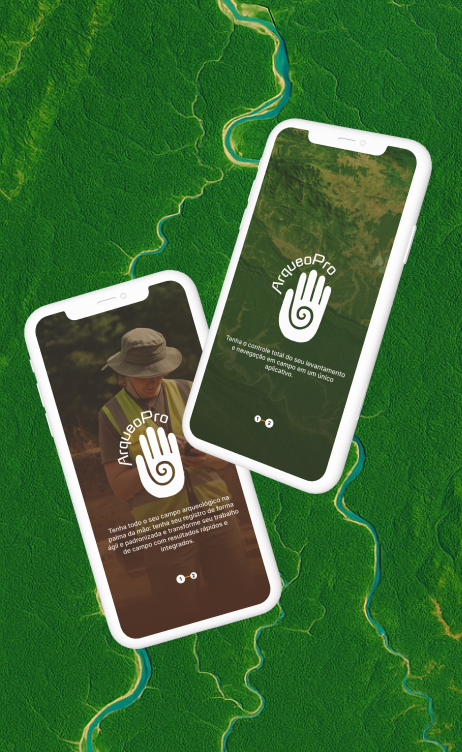 ArqueoPro
Tenha o controle total do seu levantamento
e navegação em campo em um único
aplicativo.
1 2
ArqueoPro
Tenha todo o seu campo arqueológico na
palma da mão: tenha seu registro de forma
ágil e padronizada e transforme seu trabalho
de campo com resultados rápidos e
integrados.
1 2